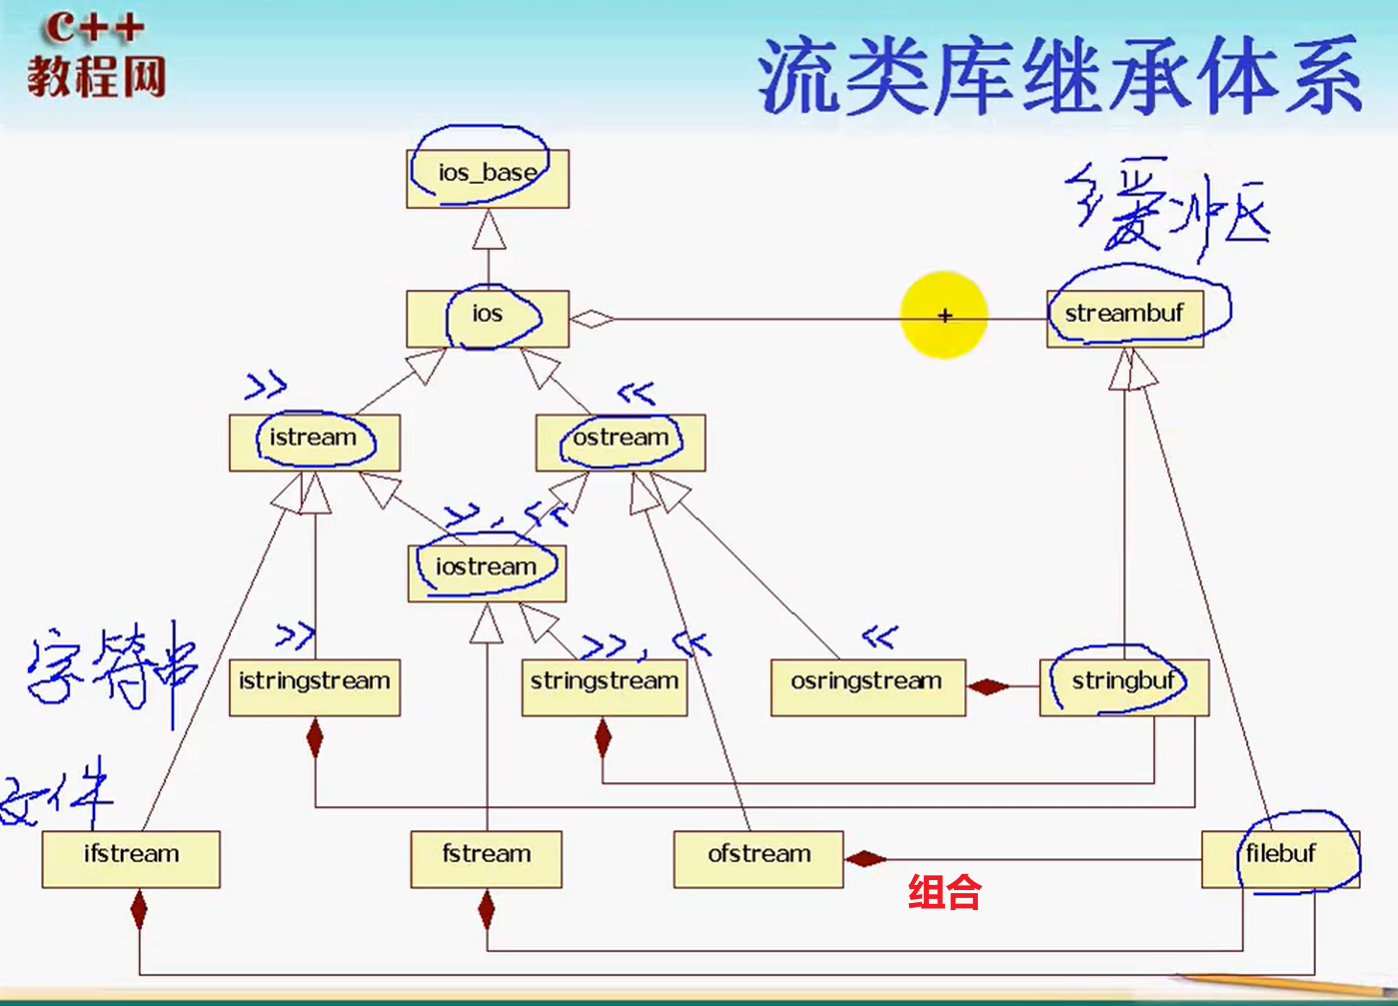 C++
教程网
流类库继承体系
ios_base
缓冲区
ios
streambuf
>>
<<
istream
ostream
>>, <<
iostream
字符串
>>
>>, <<
<<
istringstream
stringstream
osringstream
stringbuf
文件
ifstream
fstream
ofstream
filebuf
组合